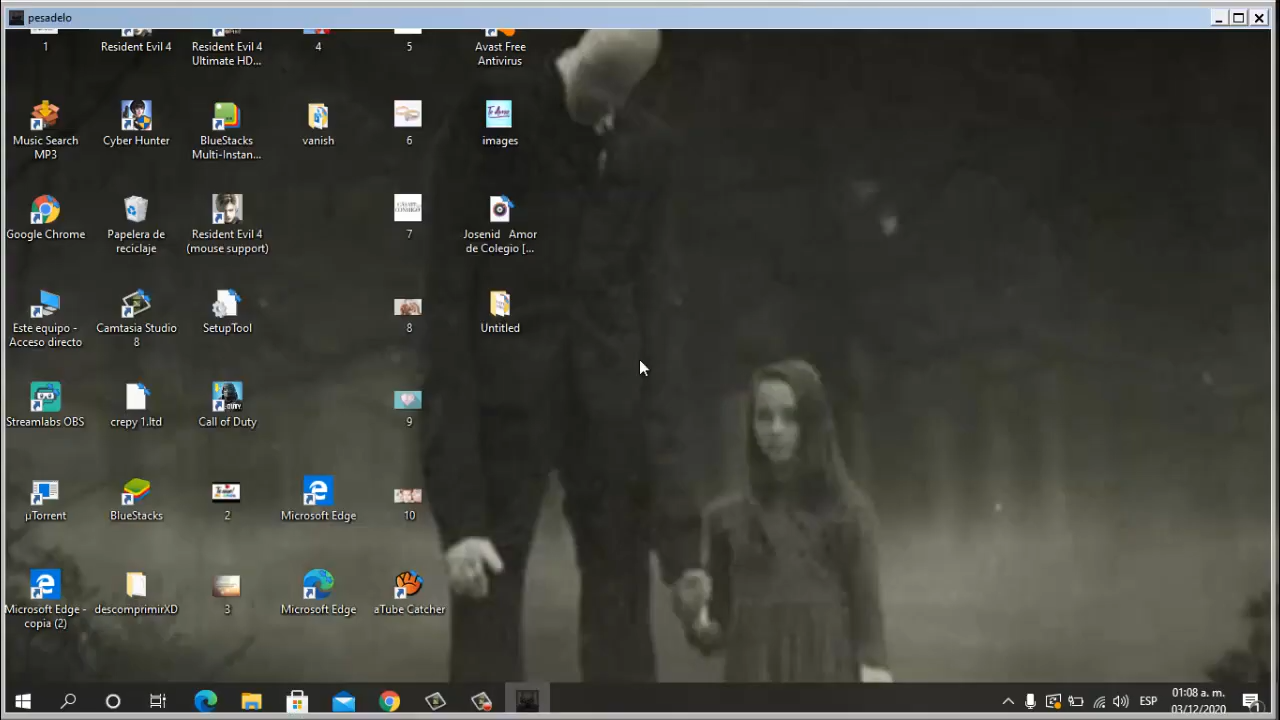 pesadelo
1
Resident Evil 4
Resident Evil 4
Ultimate HD...
4
5
Avast Free
Antivirus
Music Search
MP3
Cyber Hunter
BlueStacks
Multi-Instan...
vanish
6
images
Google Chrome
Papelera de
reciclaje
Resident Evil 4
(mouse support)
7
Josenid Amor
de Colegio [...
Este equipo -
Acceso directo
Camtasia Studio
8
SetupTool
8
Untitled
Streamlabs OBS
crepy 1.ltd
Call of Duty
9
µTorrent
BlueStacks
2
Microsoft Edge
10
Microsoft Edge -
copia (2)
descomprimirXD
3
Microsoft Edge
aTube Catcher
ESP
01:08 a. m.
03/12/2020